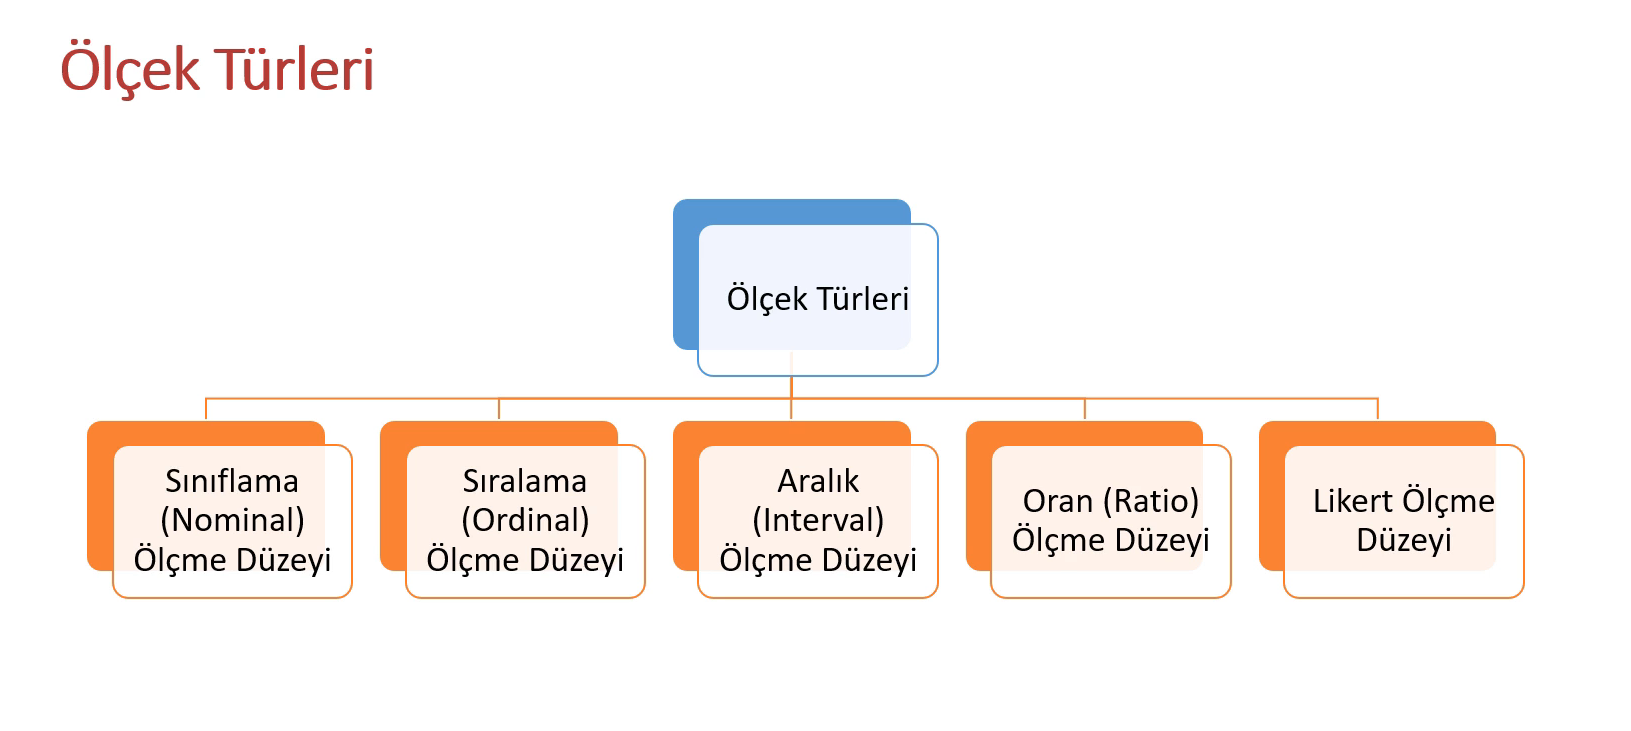 Ölçek Türleri
Ölçek Türleri
Sınıflama
(Nominal)
Ölçme Düzeyi
Sıralama
(Ordinal)
Ölçme Düzeyi
Aralık
(Interval)
Ölçme Düzeyi
Oran (Ratio)
Ölçme Düzeyi
Likert Ölçme
Düzeyi